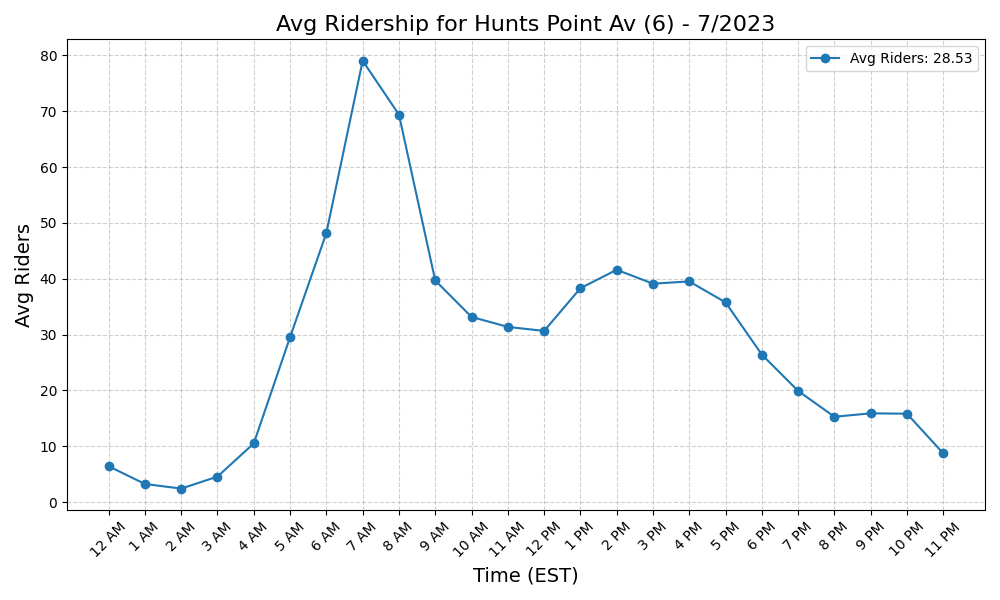 Avg Ridership for Hunts Point Av (6) - 7/2023
Avg Riders: 28.53
Avg Riders
80
70
60
50
40
30
20
10
0
12 AM
1 AM
2 AM
3 AM
4 AM
5 AM
6 AM
7 AM
8 AM
9 AM
10 AM
11 AM
12 PM
1 PM
2 PM
3 PM
4 PM
5 PM
6 PM
7 PM
8 PM
9 PM
10 PM
11 PM
Time (EST)